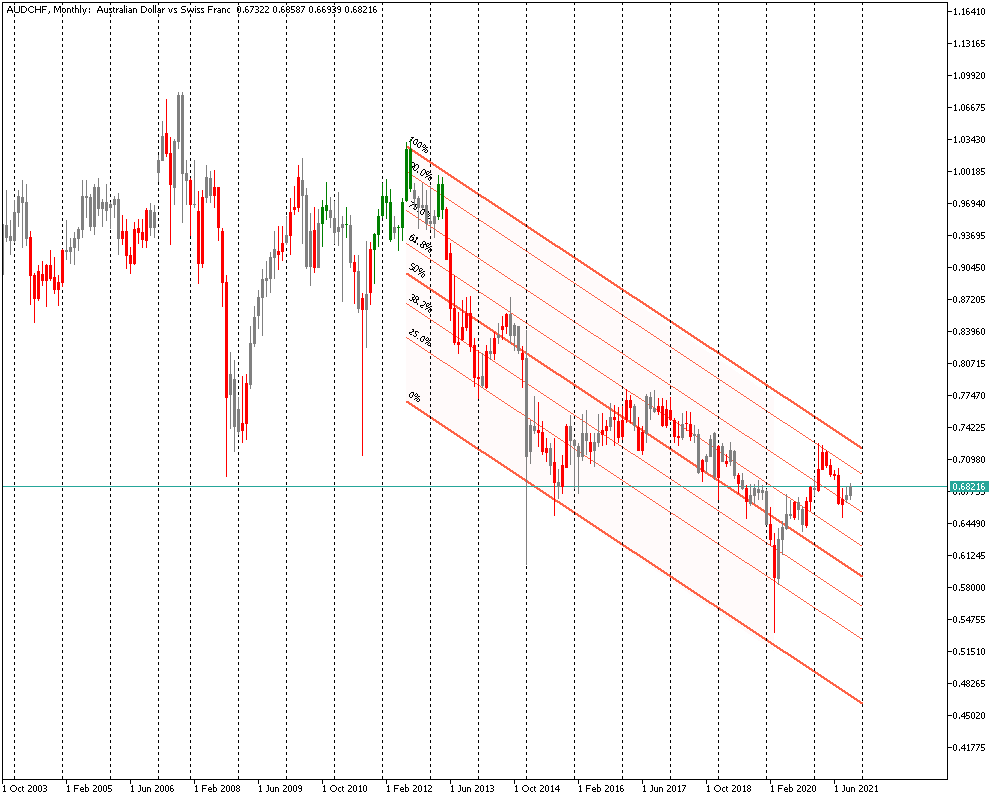 AUDCHF, Monthly: Australian Dollar vs Swiss Franc 0.67322 0.68587 0.66939 0.68216
1.16410
1.13165
1.09920
1.06675
1.03430
1.00185
0.96940
0.93695
0.90450
0.87205
0.83960
0.80715
0.77470
0.74225
0.70980
0.68216
0.64490
0.61245
0.58000
0.54755
0.51510
0.48265
0.45020
0.41775
100%
90.0%
61.8%
50%
38.2%
25.0%
0%
1 Oct 2003
1 Feb 2005
1 Jun 2006
1 Feb 2008
1 Jun 2009
1 Oct 2010
1 Feb 2012
1 Jun 2013
1 Oct 2014
1 Feb 2016
1 Jun 2017
1 Oct 2018
1 Feb 2020
1 Jun 2021